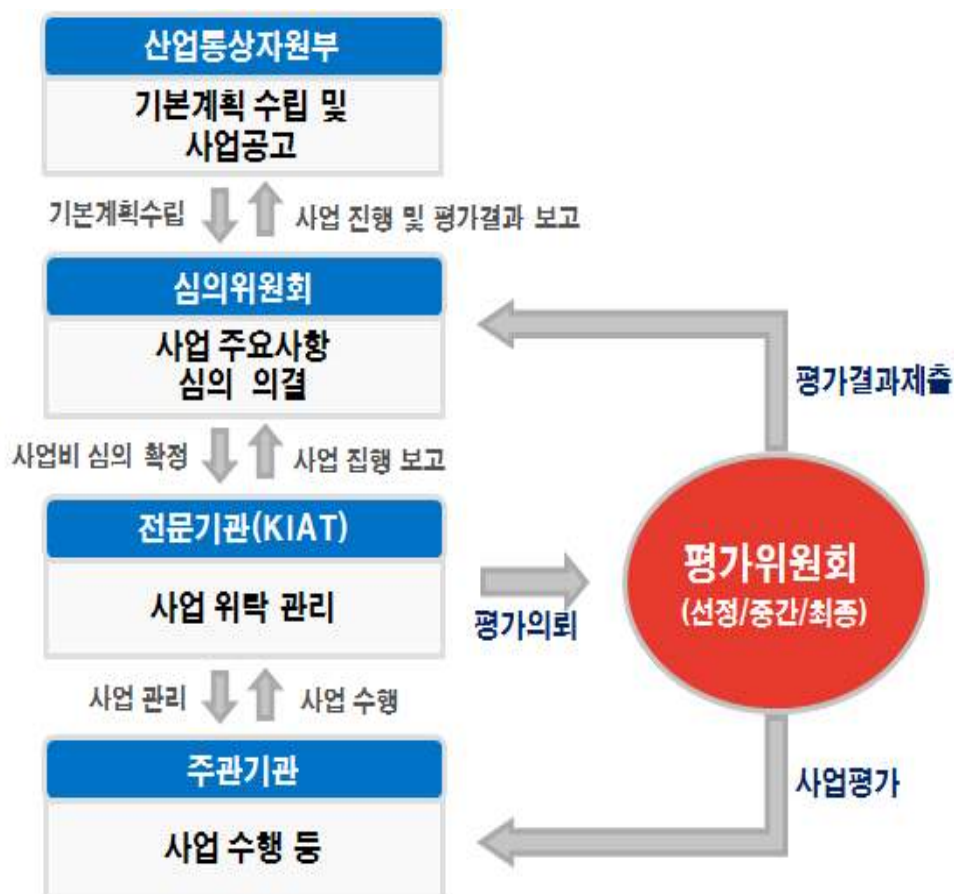 산업통상자원부
기본계획 수립 및
사업공고
기본계획수립
사업 진행 및 평가결과 보고
심의위원회
사업 주요사항
심의 의결
평가결과제출
사업비 심의 확정
사업 집행 보고
전문기관(KIAT)
사업 위탁 관리
평가의뢰
평가위원회
(선정/중간/최종)
사업 관리
사업 수행
주관기관
사업 수행 등
사업평가